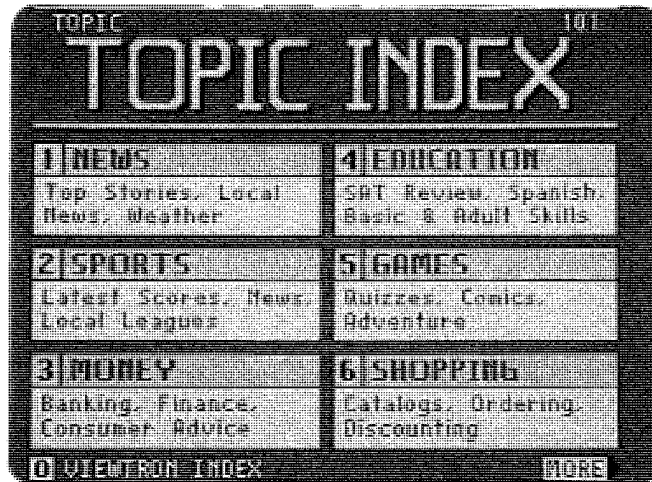 TOPIC 101
TOPIC INDEX
1 NEWS
Top Stories, Local
News, Weather
4 EDUCATION
SAT Review, Spanish,
Basic & Adult Skills
2 SPORTS
Latest Scores, News,
Local Leagues
5 GAMES
Quizzes, Comics,
Adventure
3 MONEY
Banking, Finance,
Consumer Advice
6 SHOPPING
Catalogs, Ordering,
Discounting
0 VIEWTRON INDEX MORE